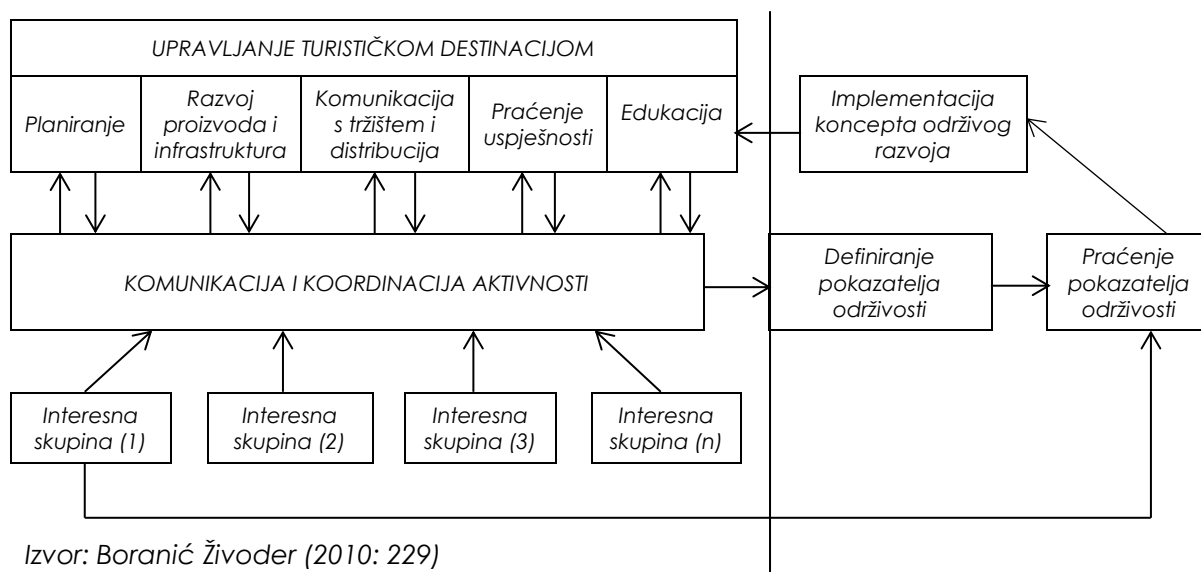 UPRAVLJANJE TURISTIČKOM DESTINACIJOM
Planiranje
Razvoj
proizvoda i
infrastruktura
Komunikacija
s tržištem i
distribucija
Praćenje
uspješnosti
Edukacija
Implementacija
koncepta održivog
razvoja
KOMUNIKACIJA I KOORDINACIJA AKTIVNOSTI
Definiranje
pokazatelja
održivosti
Praćenje
pokazatelja
održivosti
Interesna
skupina (1)
Interesna
skupina (2)
Interesna
skupina (3)
Interesna
skupina (n)
Izvor: Boranić Živoder (2010: 229)